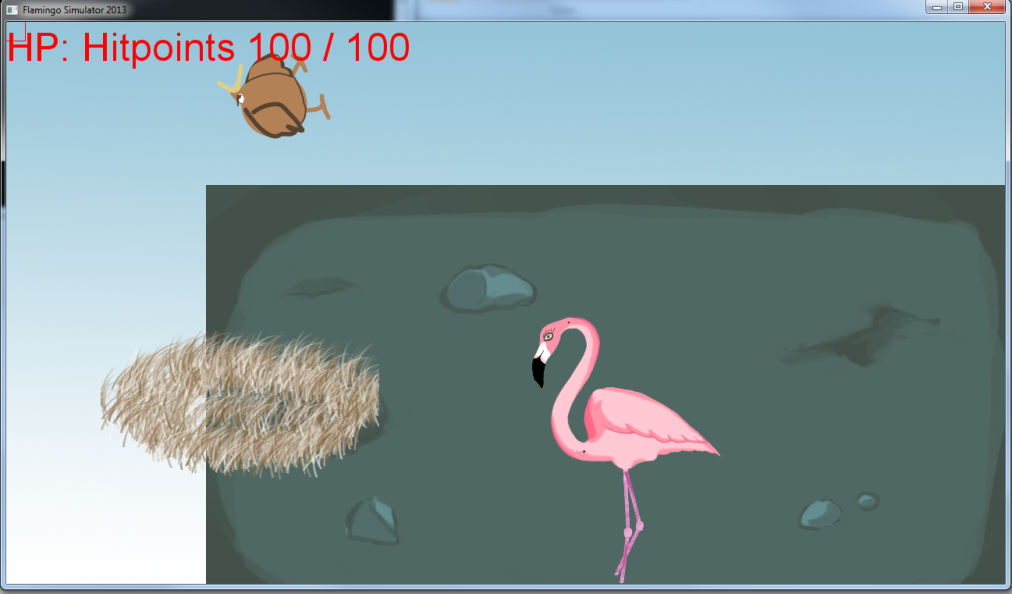 Flamingo Simulator 2013
HP: Hitpoints 100 / 100